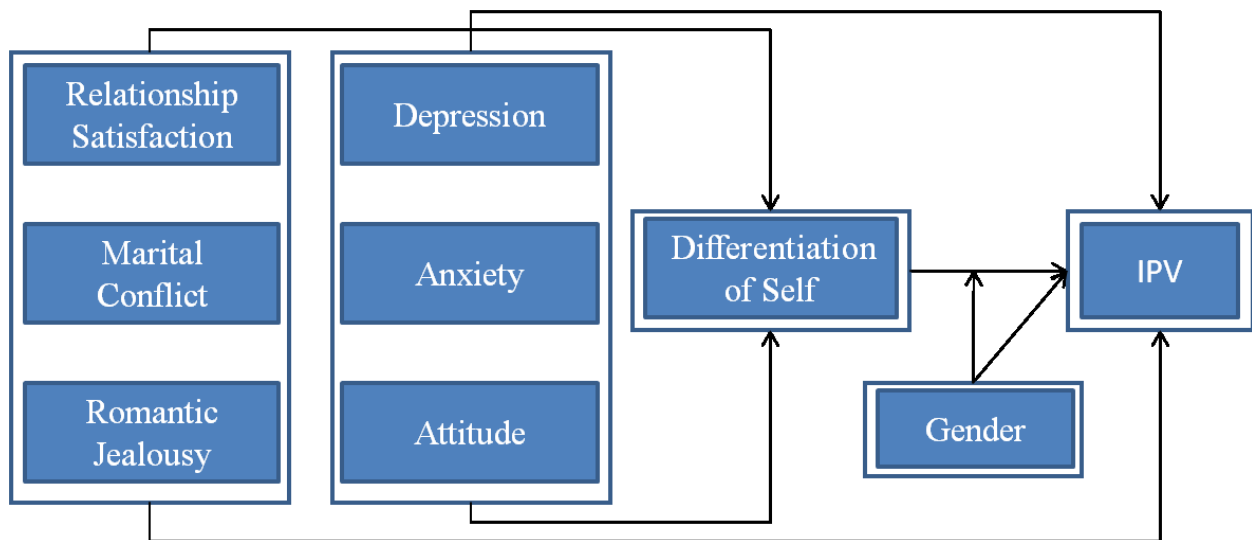 Relationship
Satisfaction
Marital
Conflict
Romantic
Jealousy
Depression
Anxiety
Attitude
Differentiation
of Self
Gender
IPV